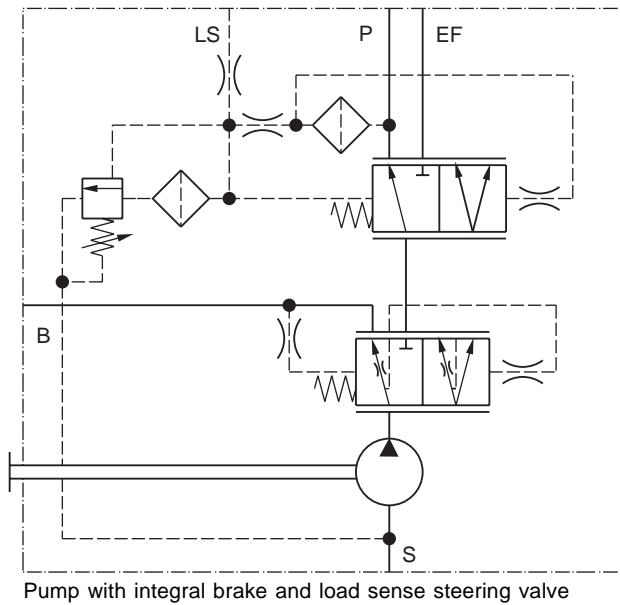 LS P EF
B
S
Pump with integral brake and load sense steering valve